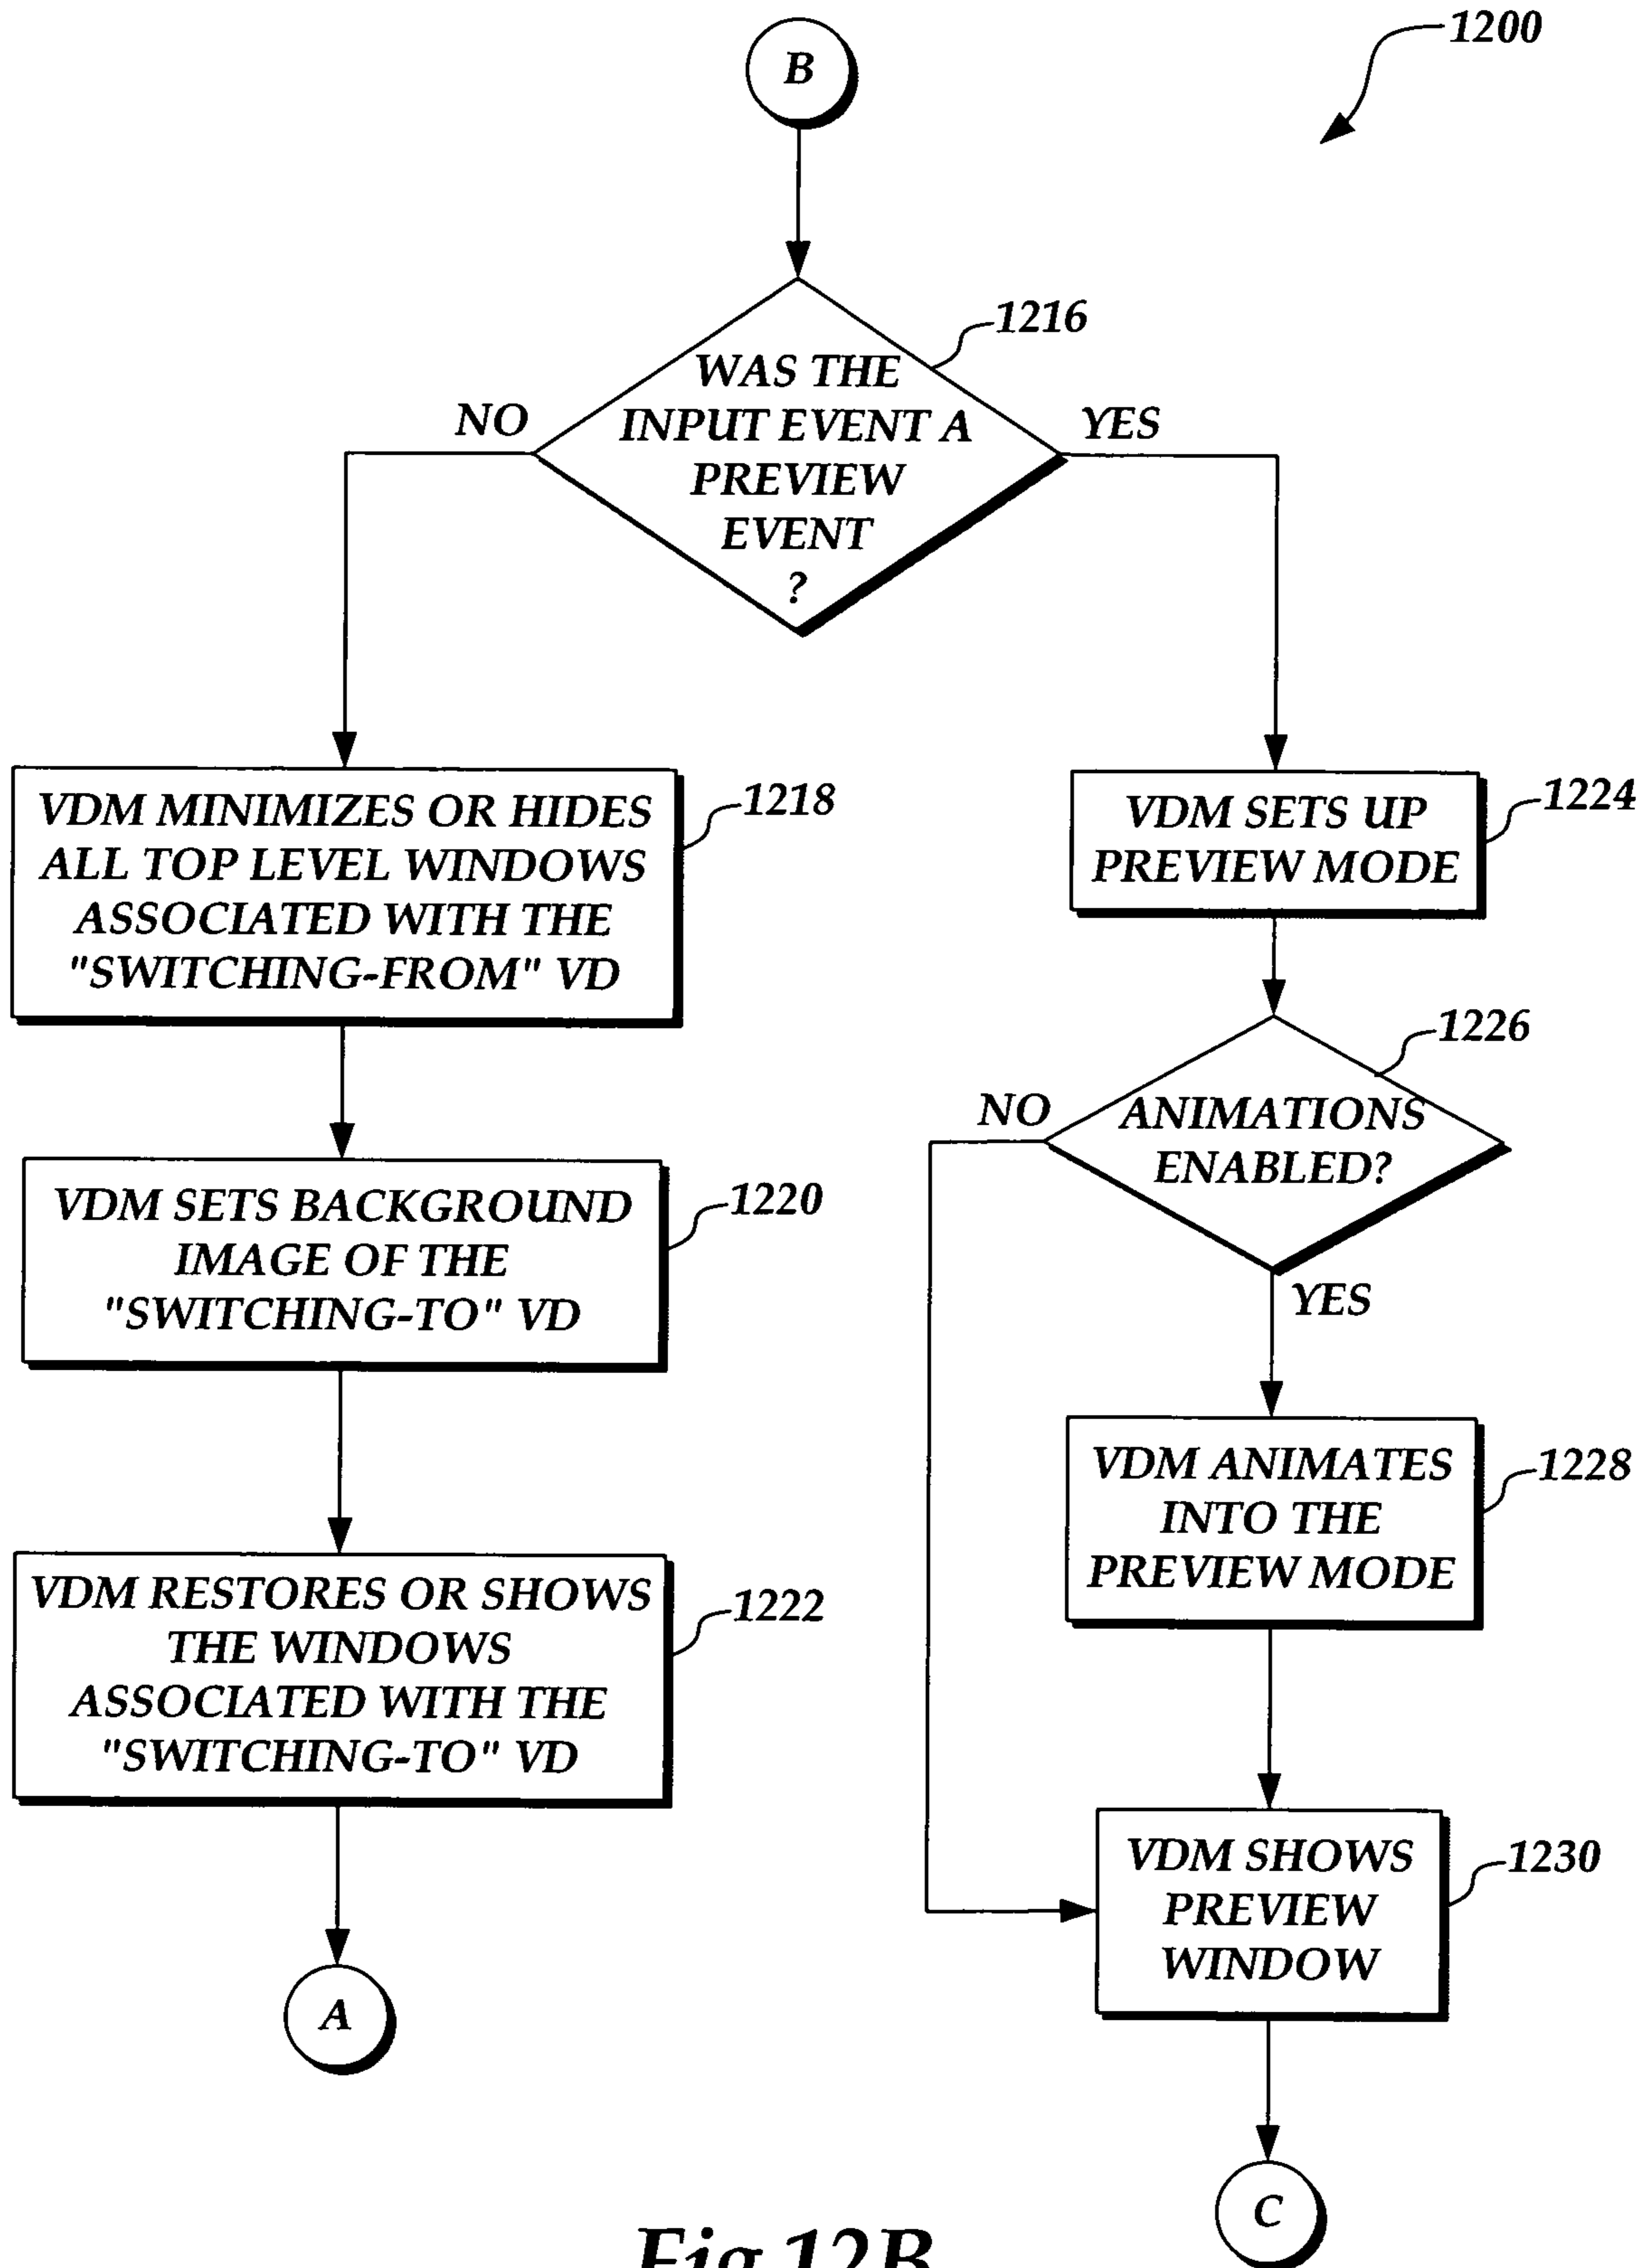 1200
B
1216
WAS THE
INPUT EVENT A
PREVIEW
EVENT
?
NO
YES
VDM MINIMIZES OR HIDES
ALL TOP LEVEL WINDOWS
ASSOCIATED WITH THE
"SWITCHING-FROM" VD
1218
VDM SETS BACKGROUND
IMAGE OF THE
"SWITCHING-TO" VD
1220
VDM RESTORES OR SHOWS
THE WINDOWS
ASSOCIATED WITH THE
"SWITCHING-TO" VD
1222
A
VDM SETS UP
PREVIEW MODE
1224
1226
ANIMATIONS
ENABLED?
NO
YES
VDM ANIMATES
INTO THE
PREVIEW MODE
1228
VDM SHOWS
PREVIEW
WINDOW
1230
C
Fig.12B